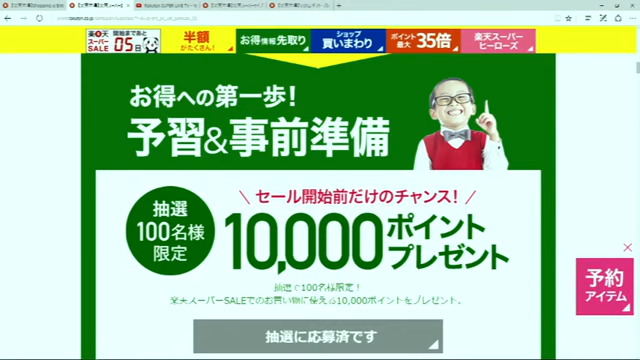 楽天スーパーSALE
開始まであと
05日
半額
かたくさん!
お得情報先取り
ショップ
買いまわり
ポイント
最大35倍
楽天スーパー
ヒーローズ
お得への第一歩!
予習&事前準備
抽選
100名様
限定
\ セール開始前だけのチャンス! /
10,000ポイント
プレゼント
抽選で100名様限定!
楽天スーパーSALEでのお買い物に使える10,000ポイントをプレゼント。
抽選に応募済です
予約
アイテム